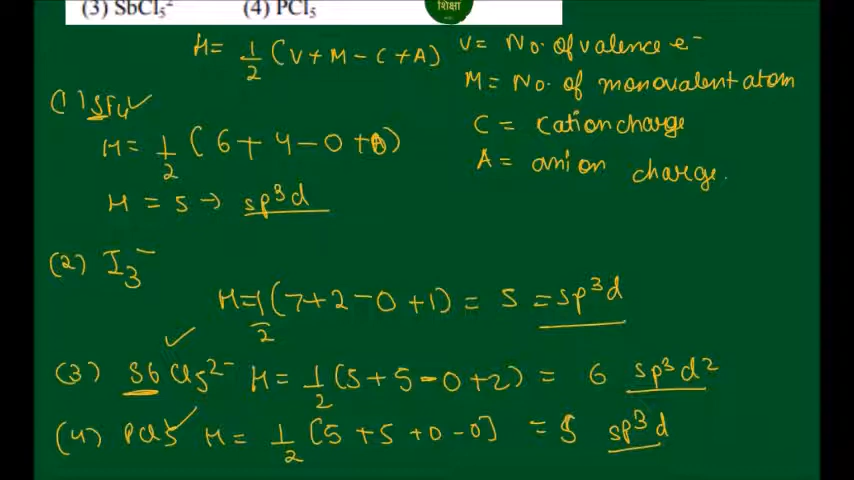 (3) SbCl₅²⁻ (4) PCl₅
शिक्षा
H= 1/2 (V+M-C+A) V= No. of valence e⁻
M= No. of monovalent atom
(1) SF₄✓ C = cation charge
H= 1/2 (6+4-0+0) A= anion charge.
H = 5 → sp³d
(2) I₃⁻
H=1/2 (7+2-0+1) = 5 = sp³d
(3) SbCl₅²⁻ H= 1/2 (5+5-0+2) = 6 sp³d²
(4) PCl₅ H= 1/2 [5+5+0-0] = 5 sp³d